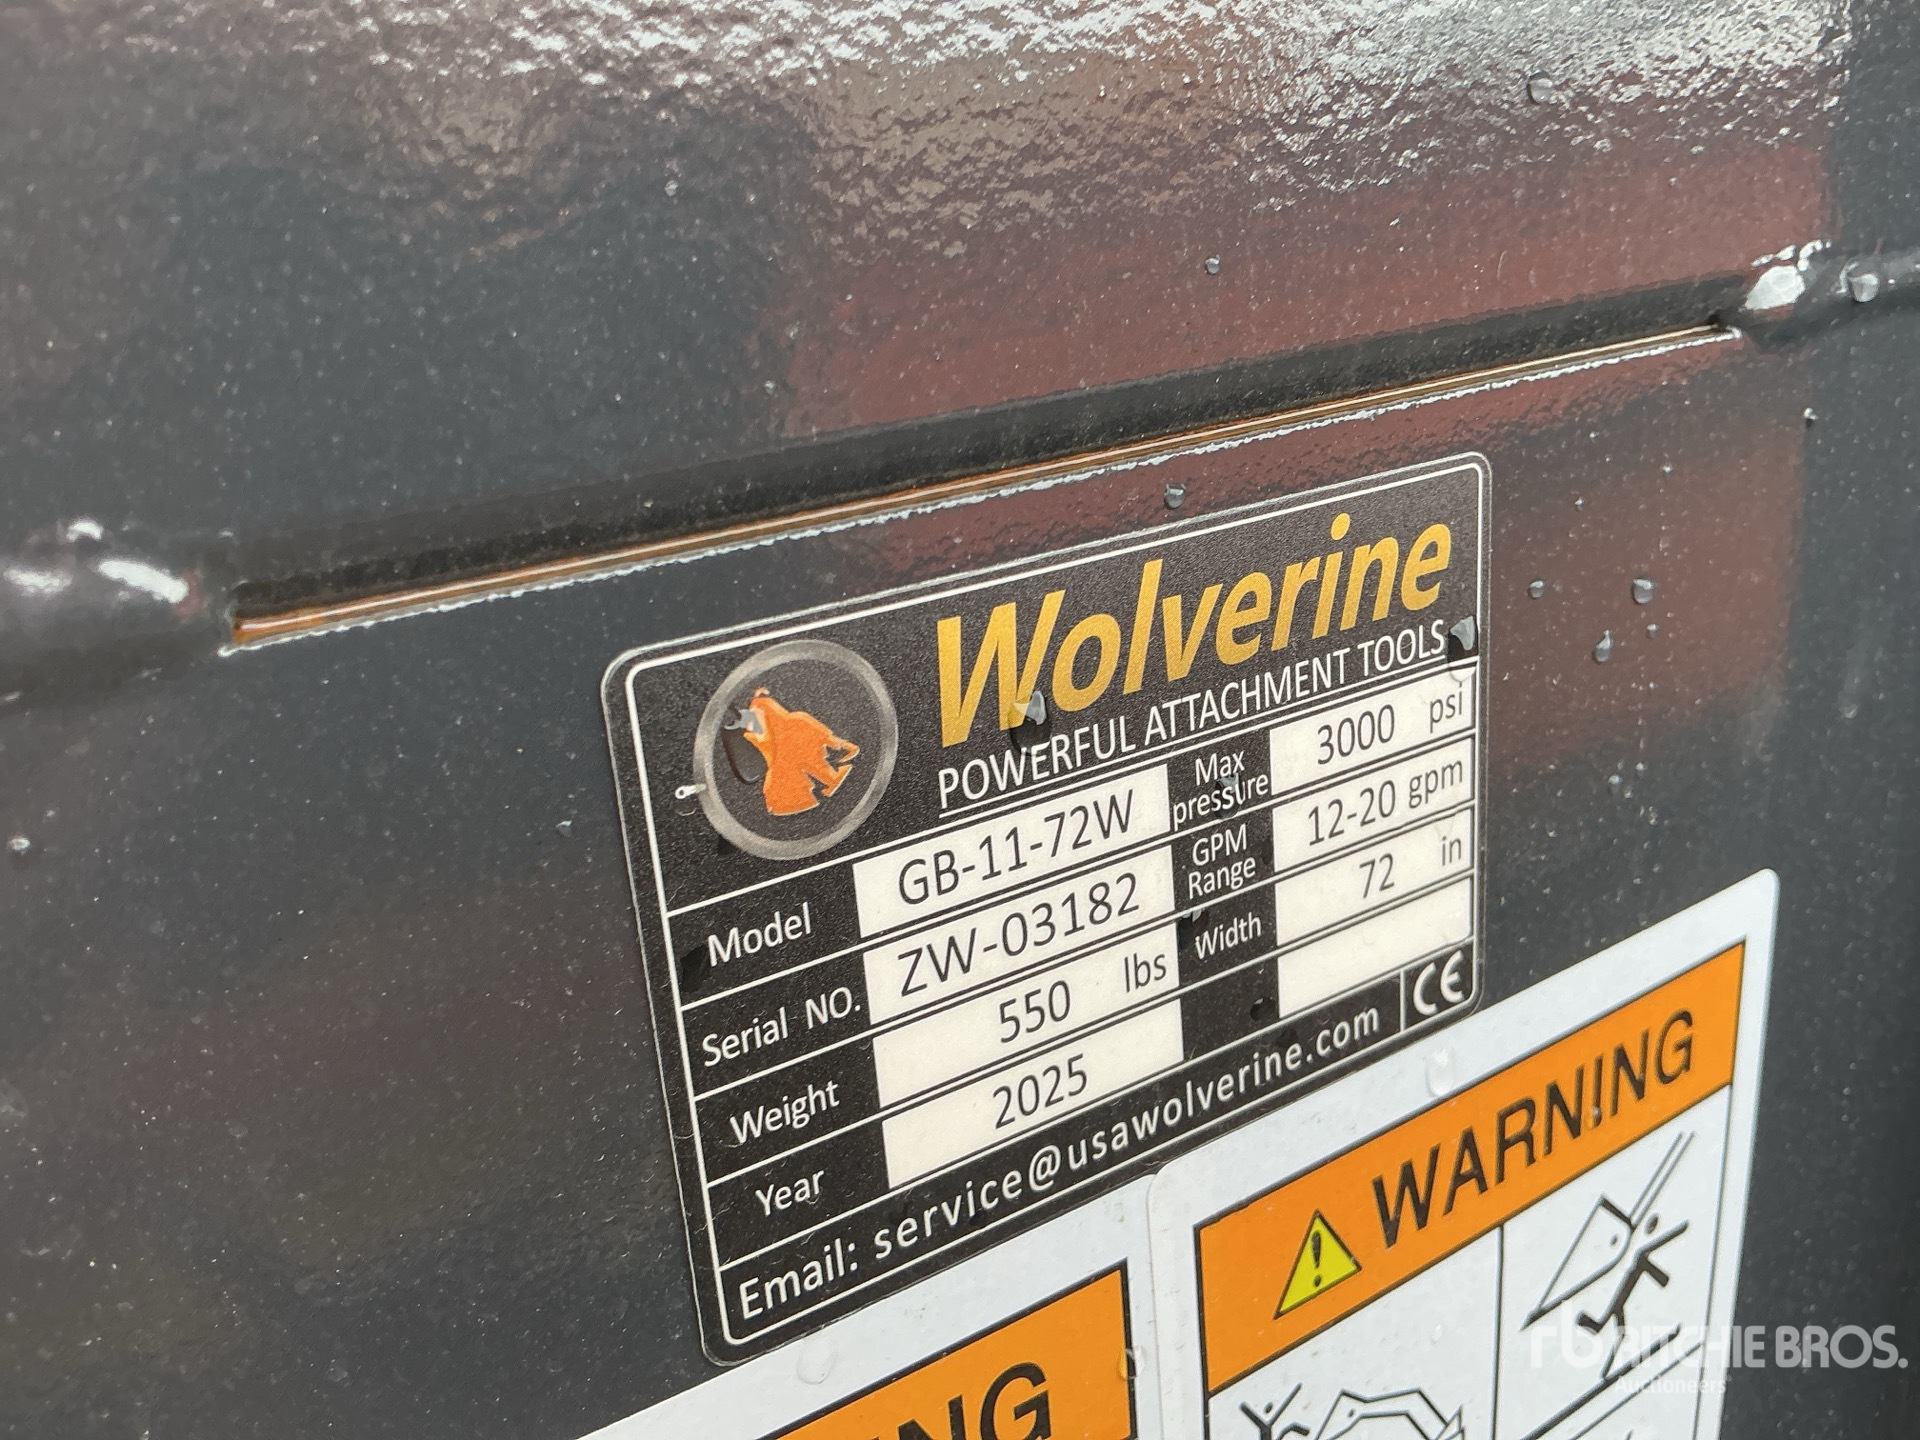 Wolverine
POWERFUL ATTACHMENT TOOLS
Model GB-11-72W Max pressure 3000 psi
Serial NO. ZW-03182 GPM Range 12-20 gpm
Weight 550 lbs Width 72 in
Year 2025
Email: service@usawolverine.com CE
WARNING
NG
rb RITCHIE BROS.
Auctioneers